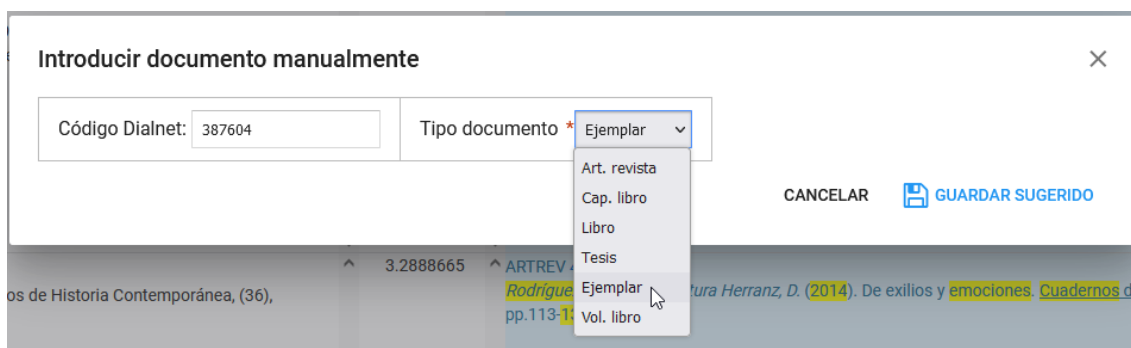 Introducir documento manualmente
Código Dialnet: 387604 Tipo documento * Ejemplar
Art. revista
Cap. libro
CANCELAR GUARDAR SUGERIDO
Libro
Tesis
3.2888665 ARTREV
Ejemplar
os de Historia Contemporánea, (36), Rodrígue tura Herranz, D. (2014). De exilios y emociones. Cuadernos d
pp.113-1
Vol. libro